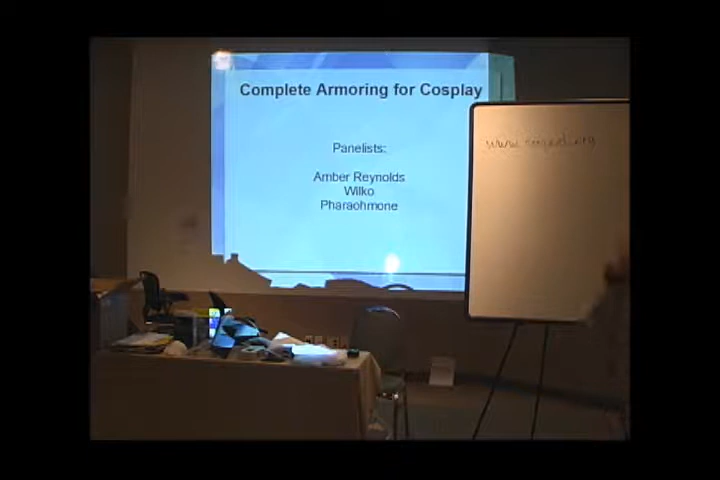 Complete Armoring for Cosplay
Panelists:
Amber Reynolds
Wilko
Pharaohmone